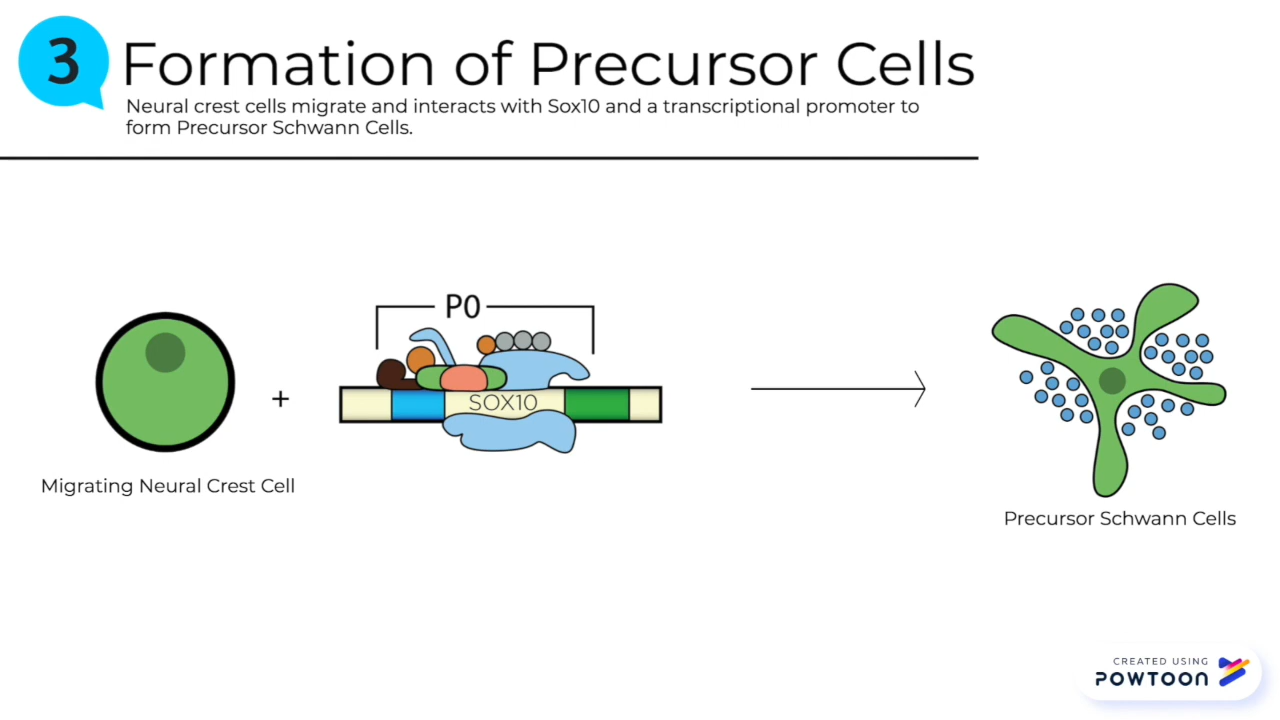 3
Formation of Precursor Cells
Neural crest cells migrate and interacts with Sox10 and a transcriptional promoter to
form Precursor Schwann Cells.
P0
+
SOX10
Migrating Neural Crest Cell
Precursor Schwann Cells
CREATED USING
POWTOON